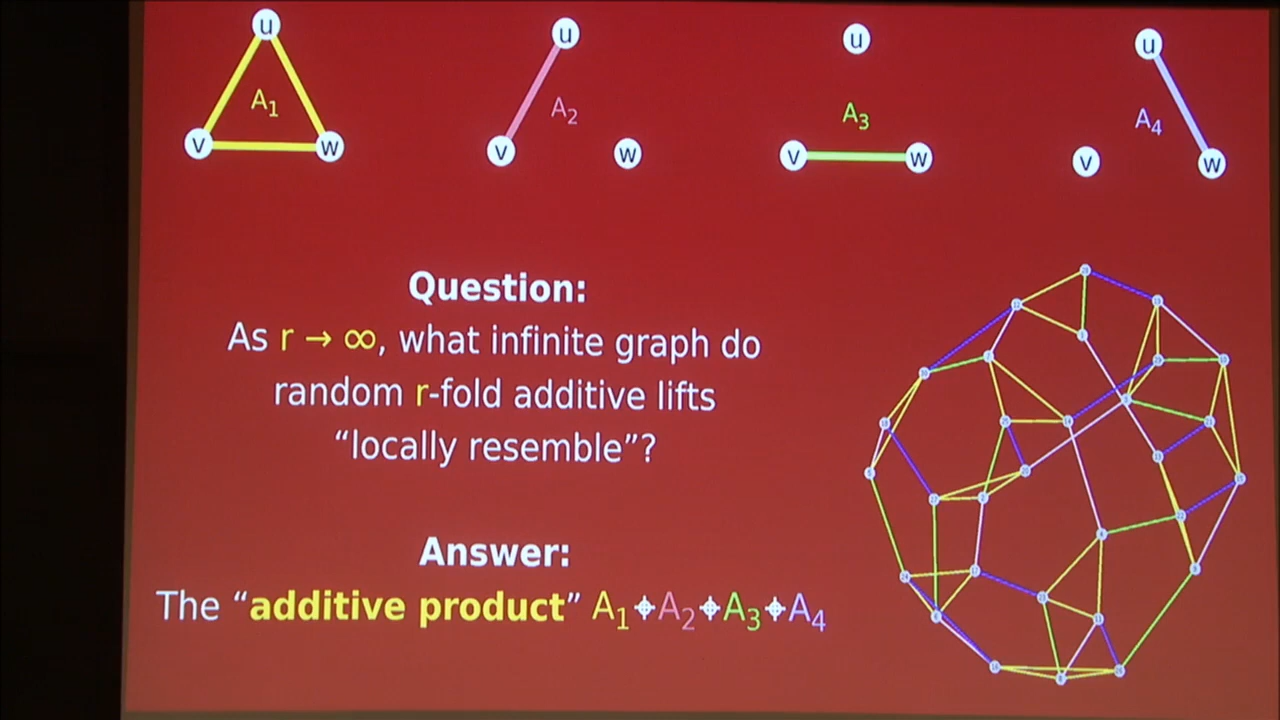 u
u
u
u
A₁
A₂
A₃
A₄
v
w
v
w
v
w
v
w
Question:
As r → ∞, what infinite graph do
random r-fold additive lifts
“locally resemble”?
Answer:
The “additive product” A₁⌖A₂⌖A₃⌖A₄